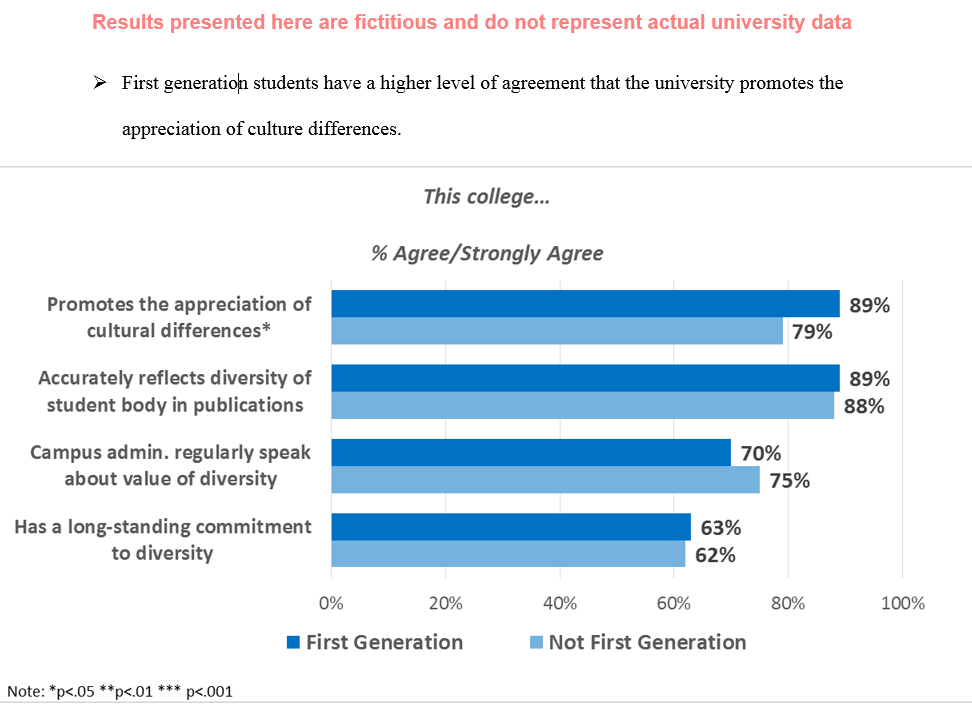 Results presented here are fictitious and do not represent actual university data
➢ First generation students have a higher level of agreement that the university promotes the
appreciation of culture differences.
This college…
% Agree/Strongly Agree
Promotes the appreciation of
cultural differences*
89%
79%
Accurately reflects diversity of
student body in publications
89%
88%
Campus admin. regularly speak
about value of diversity
70%
75%
Has a long-standing commitment
to diversity
63%
62%
0% 20% 40% 60% 80% 100%
First Generation Not First Generation
Note: *p<.05 **p<.01 *** p<.001